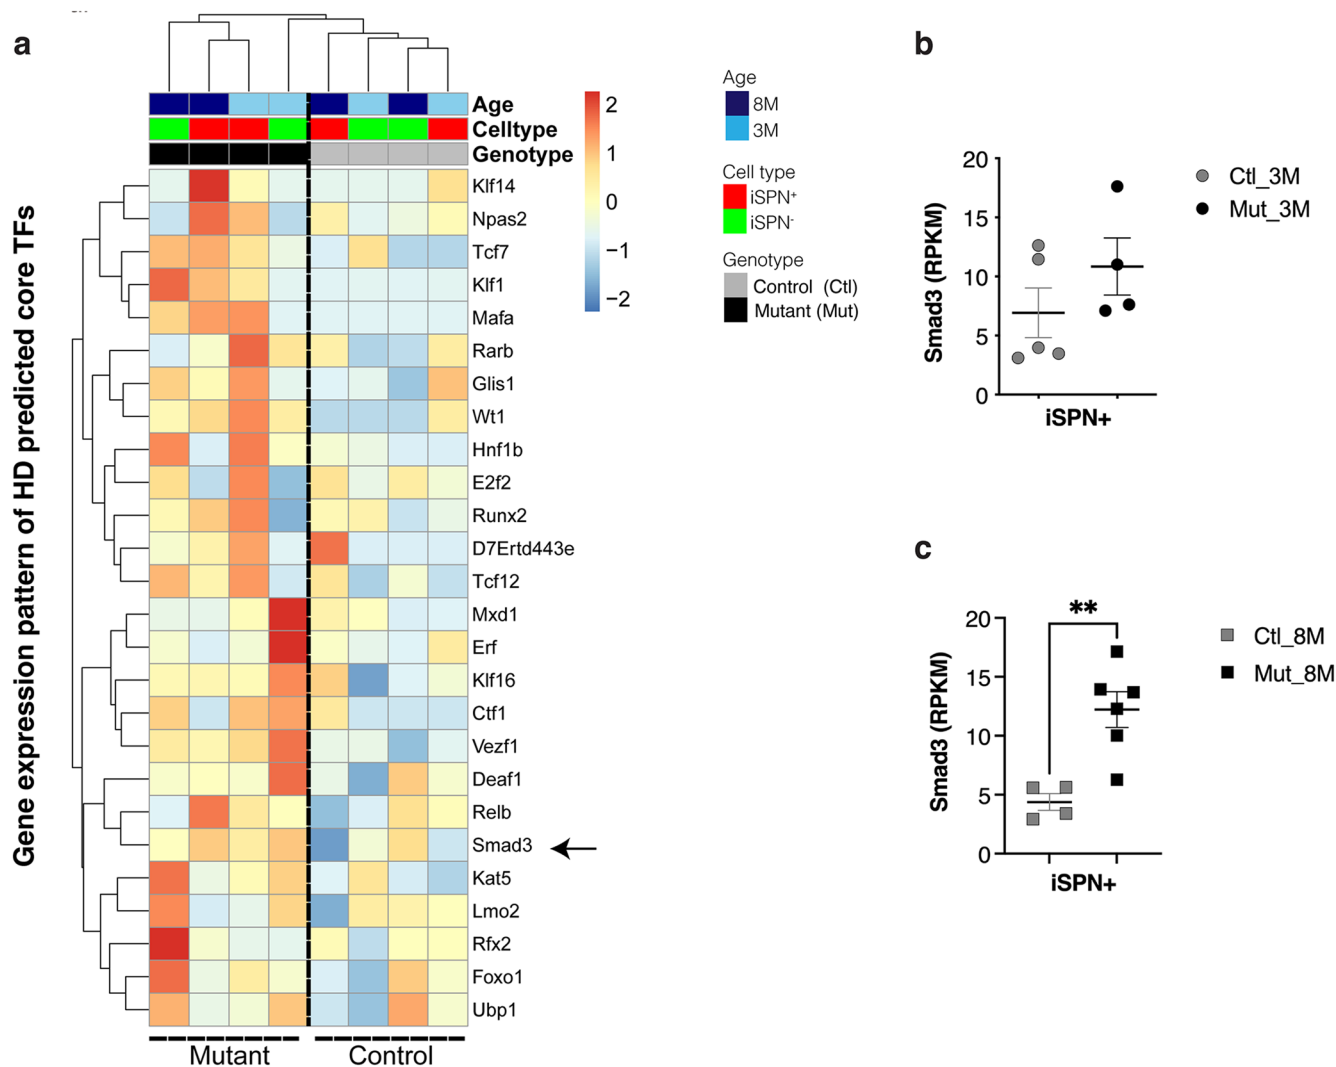 a
Gene expression pattern of HD predicted core TFs
Age
Celltype
Genotype
Klf14
Npas2
Tcf7
Klf1
Mafa
Rarb
Glis1
Wt1
Hnf1b
E2f2
Runx2
D7Ertd443e
Tcf12
Mxd1
Erf
Klf16
Ctf1
Vezf1
Deaf1
Relb
Smad3
Kat5
Lmo2
Rfx2
Foxo1
Ubp1
Mutant
Control
2
1
0
−1
−2
Age
8M
3M
Cell type
iSPN+
iSPN-
Genotype
Control (Ctl)
Mutant (Mut)
b
Smad3 (RPKM)
20
15
10
5
0
iSPN+
Ctl_3M
Mut_3M
c
Smad3 (RPKM)
20
15
10
5
0
**
iSPN+
Ctl_8M
Mut_8M